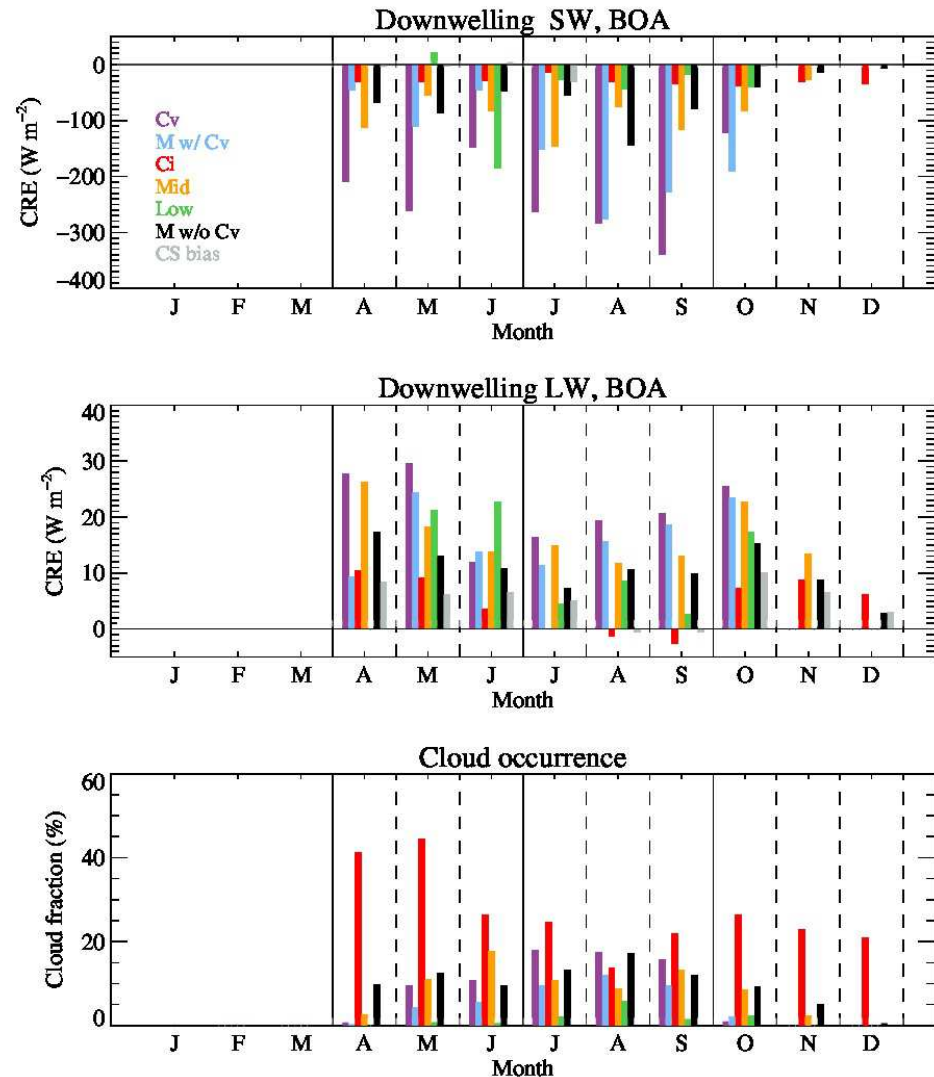 Downwelling SW, BOA
0
−100
−200
−300
−400
CRE (W m−2)
Cv
M w/ Cv
Ci
Mid
Low
M w/o Cv
CS bias
J F M A M J J A S O N D
Month
Downwelling LW, BOA
40
30
20
10
0
CRE (W m−2)
J F M A M J J A S O N D
Month
Cloud occurrence
60
40
20
0
Cloud fraction (%)
J F M A M J J A S O N D
Month